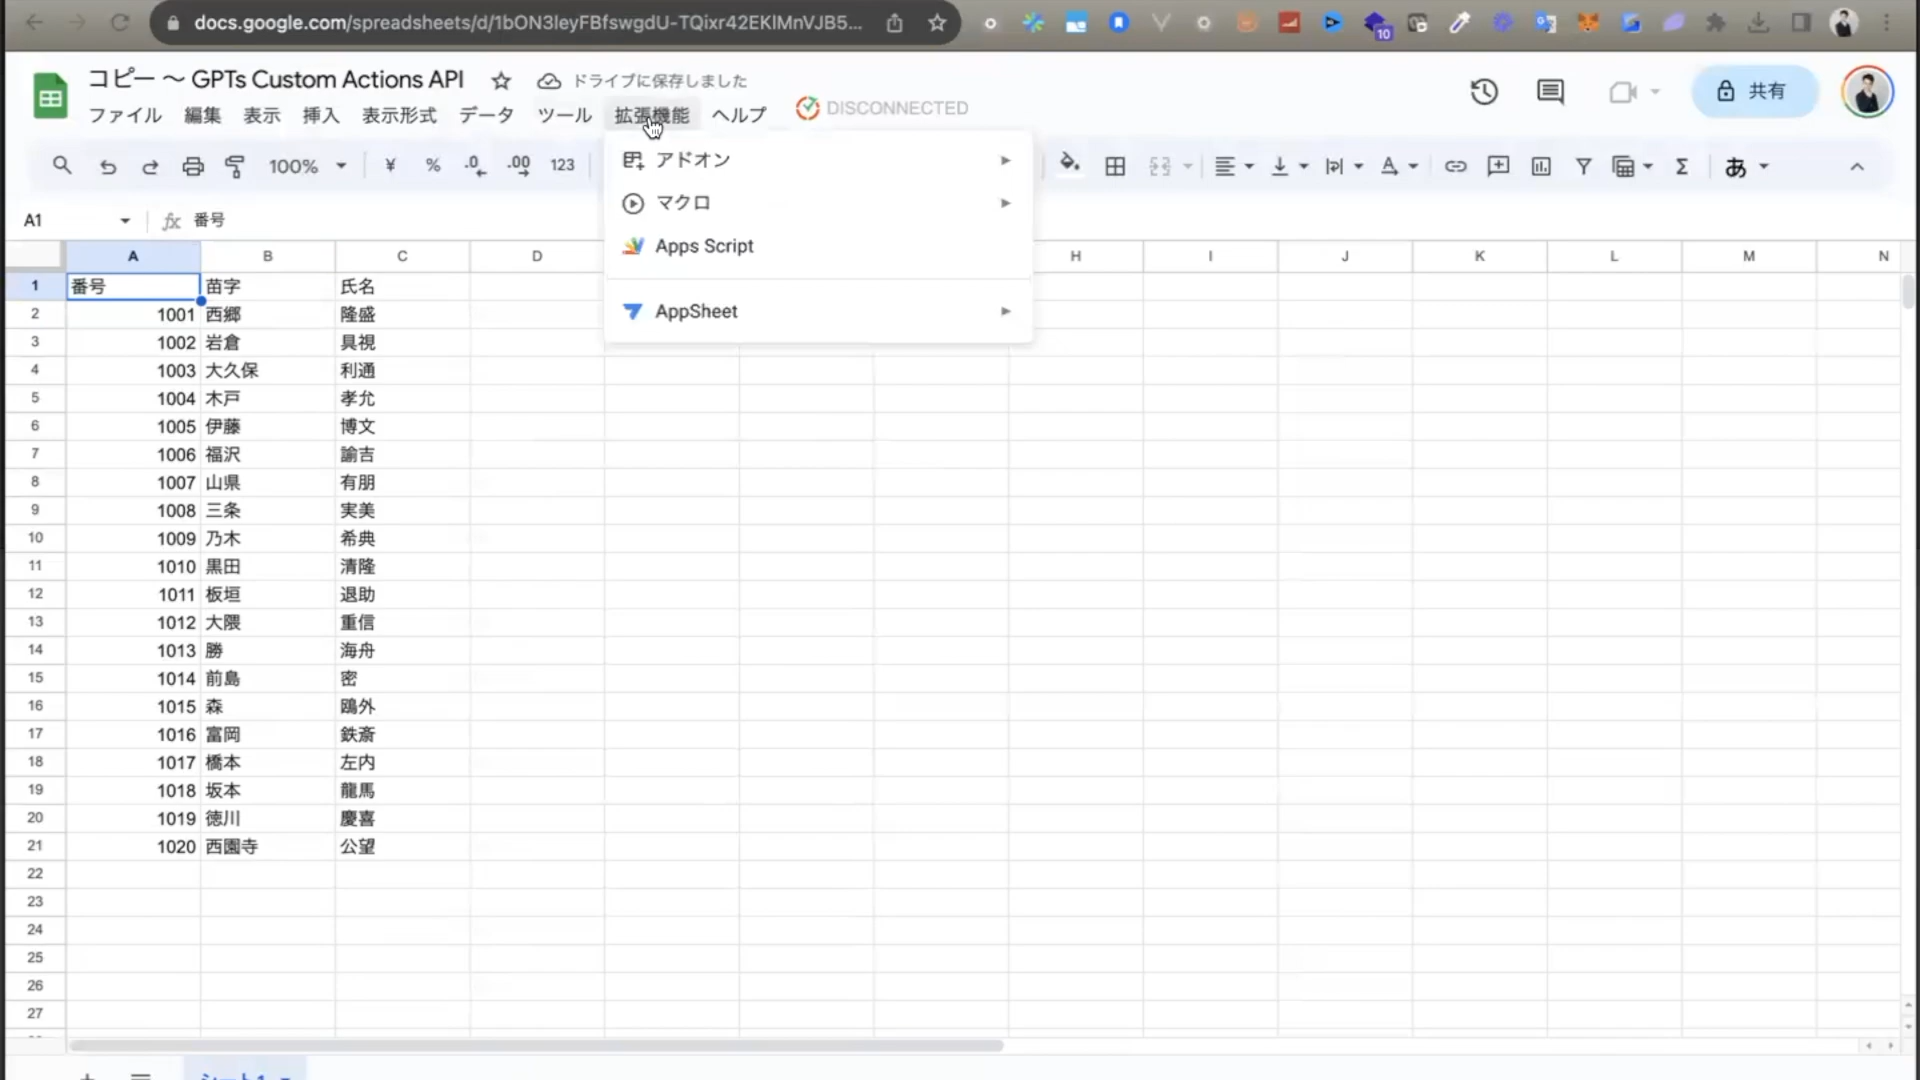 docs.google.com/spreadsheets/d/1bON3leyFBfswgdU-TQixr42EKlMnVJB5...
10
コピー ～ GPTs Custom Actions API
ドライブに保存しました
共有
ファイル 編集 表示 挿入 表示形式 データ ツール 拡張機能 ヘルプ
DISCONNECTED
100% ¥ % .0 .00 123
あ
アドオン
マクロ
Apps Script
AppSheet
A1 fx 番号
A B C D H I J K L M N
1 番号 苗字 氏名
2 1001 西郷 隆盛
3 1002 岩倉 具視
4 1003 大久保 利通
5 1004 木戸 孝允
6 1005 伊藤 博文
7 1006 福沢 諭吉
8 1007 山県 有朋
9 1008 三条 実美
10 1009 乃木 希典
11 1010 黒田 清隆
12 1011 板垣 退助
13 1012 大隈 重信
14 1013 勝 海舟
15 1014 前島 密
16 1015 森 鴎外
17 1016 富岡 鉄斎
18 1017 橋本 左内
19 1018 坂本 龍馬
20 1019 徳川 慶喜
21 1020 西園寺 公望
22
23
24
25
26
27
シート1